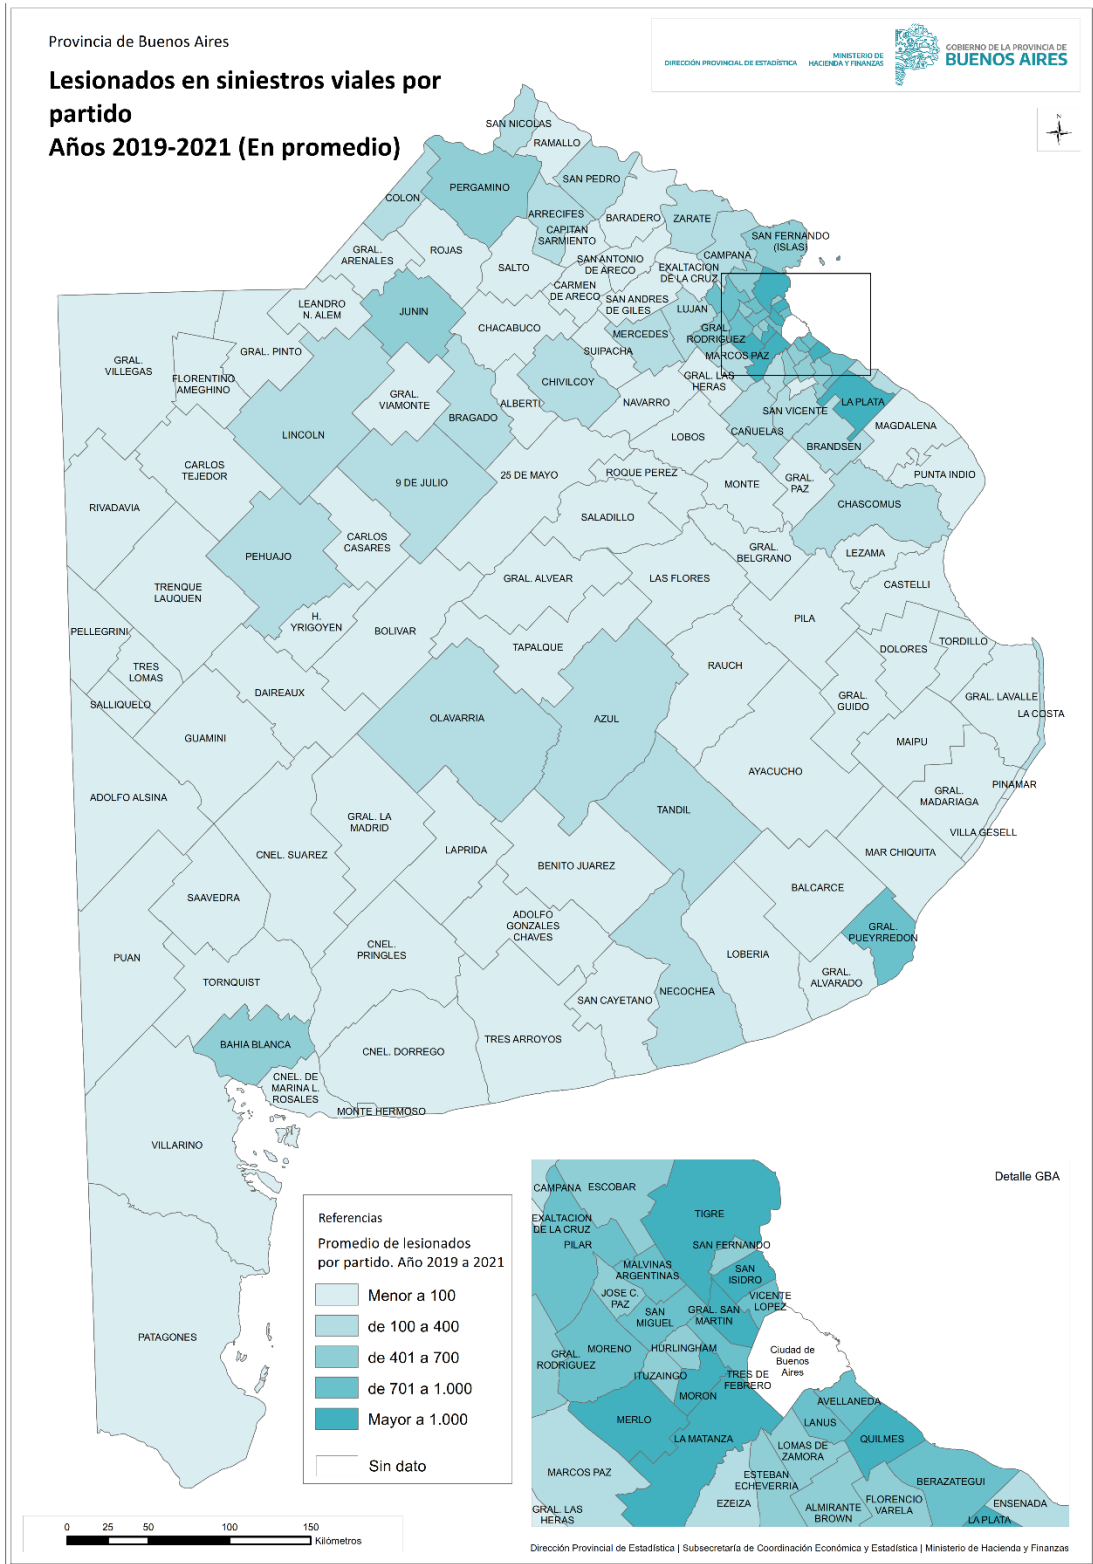 Provincia de Buenos Aires
Lesionados en siniestros viales por
partido
Años 2019-2021 (En promedio)
DIRECCIÓN PROVINCIAL DE ESTADÍSTICA
MINISTERIO DE
HACIENDA Y FINANZAS
GOBIERNO DE LA PROVINCIA DE
BUENOS AIRES
SAN NICOLAS
RAMALLO
SAN PEDRO
PERGAMINO
COLON
ARRECIFES
BARADERO
ZARATE
CAPITAN
SARMIENTO
SAN FERNANDO
(ISLAS)
CAMPANA
GRAL.
ARENALES
ROJAS
SALTO
SAN ANTONIO
DE ARECO
EXALTACION
DE LA CRUZ
CARMEN
DE ARECO
SAN ANDRES
DE GILES
LUJAN
LEANDRO
N. ALEM
JUNIN
CHACABUCO
MERCEDES
GRAL.
RODRIGUEZ
SUIPACHA
MARCOS PAZ
GRAL. LAS
HERAS
GRAL.
VILLEGAS
GRAL. PINTO
FLORENTINO
AMEGHINO
GRAL.
VIAMONTE
CHIVILCOY
ALBERTI
NAVARRO
BRAGADO
LINCOLN
LA PLATA
SAN VICENTE
CAÑUELAS
MAGDALENA
LOBOS
BRANDSEN
CARLOS
TEJEDOR
9 DE JULIO
25 DE MAYO
ROQUE PEREZ
MONTE
GRAL.
PAZ
PUNTA INDIO
RIVADAVIA
CHASCOMUS
SALADILLO
CARLOS
CASARES
PEHUAJO
GRAL.
BELGRANO
LEZAMA
TRENQUE
LAUQUEN
GRAL. ALVEAR
LAS FLORES
CASTELLI
H.
YRIGOYEN
BOLIVAR
PILA
PELLEGRINI
TAPALQUE
DOLORES
TORDILLO
TRES
LOMAS
RAUCH
DAIREAUX
SALLIQUELO
GRAL.
GUIDO
GRAL. LAVALLE
LA COSTA
OLAVARRIA
AZUL
GUAMINI
MAIPU
AYACUCHO
ADOLFO ALSINA
PINAMAR
GRAL.
MADARIAGA
TANDIL
GRAL. LA
MADRID
VILLA GESELL
CNEL. SUAREZ
LAPRIDA
BENITO JUAREZ
MAR CHIQUITA
BALCARCE
SAAVEDRA
ADOLFO
GONZALES
CHAVES
GRAL.
PUEYRREDON
PUAN
CNEL.
PRINGLES
LOBERIA
TORNQUIST
GRAL.
ALVARADO
NECOCHEA
SAN CAYETANO
BAHIA BLANCA
CNEL. DORREGO
TRES ARROYOS
CNEL. DE
MARINA L.
ROSALES
MONTE HERMOSO
VILLARINO
PATAGONES
Referencias
Promedio de lesionados
por partido. Año 2019 a 2021
Menor a 100
de 100 a 400
de 401 a 700
de 701 a 1.000
Mayor a 1.000
Sin dato
0 25 50 100 150
Kilómetros
Detalle GBA
CAMPANA
ESCOBAR
EXALTACION
DE LA CRUZ
TIGRE
PILAR
SAN FERNANDO
MALVINAS
ARGENTINAS
SAN
ISIDRO
JOSE C.
PAZ
VICENTE
LOPEZ
SAN
MIGUEL
GRAL. SAN
MARTIN
GRAL.
RODRIGUEZ
MORENO
HURLINGHAM
Ciudad de
Buenos
Aires
ITUZAINGO
TRES DE
FEBRERO
MORON
AVELLANEDA
MERLO
LANUS
LA MATANZA
QUILMES
LOMAS DE
ZAMORA
MARCOS PAZ
ESTEBAN
ECHEVERRIA
BERAZATEGUI
EZEIZA
FLORENCIO
VARELA
ENSENADA
GRAL. LAS
HERAS
ALMIRANTE
BROWN
LA PLATA
Dirección Provincial de Estadística | Subsecretaría de Coordinación Económica y Estadística | Ministerio de Hacienda y Finanzas